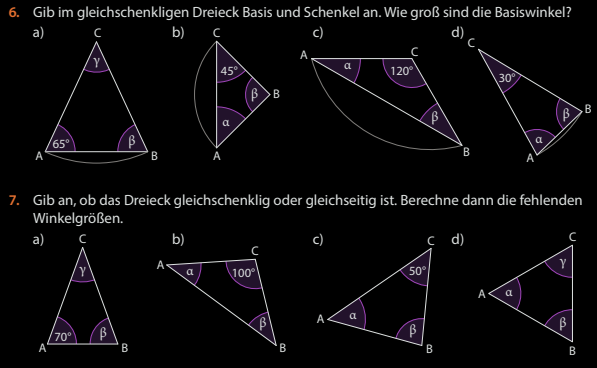 6. Gib im gleichschenkligen Dreieck Basis und Schenkel an. Wie groß sind die Basiswinkel?
a) b) c) d)
C γ 65° β A B
C 45° β B α A
A α 120° C β B
C 30° β B α A
7. Gib an, ob das Dreieck gleichschenklig oder gleichseitig ist. Berechne dann die fehlenden
Winkelgrößen.
a) b) c) d)
C γ 70° β A B
A α 100° C β B
C 50° A α β B
C γ A α β B